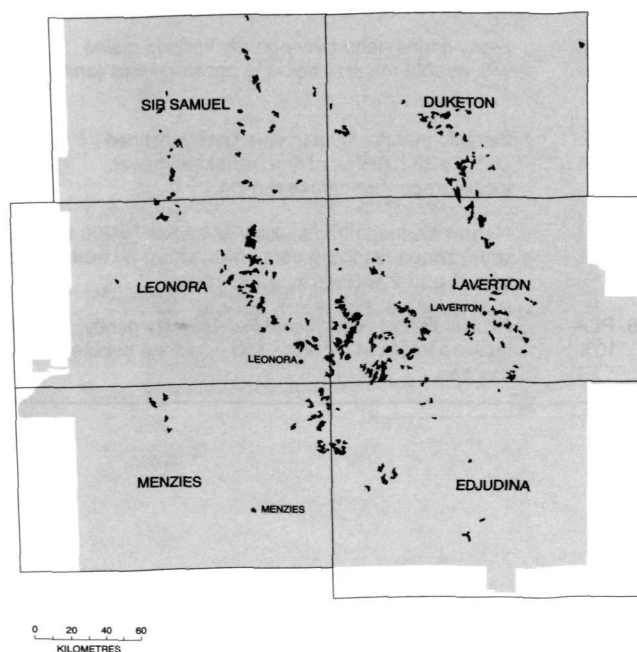 SIR SAMUEL
DUKETON
LEONORA
LAVERTON
LAVERTON
LEONORA
MENZIES
EDJUDINA
MENZIES
0 20 40 60
KILOMETRES